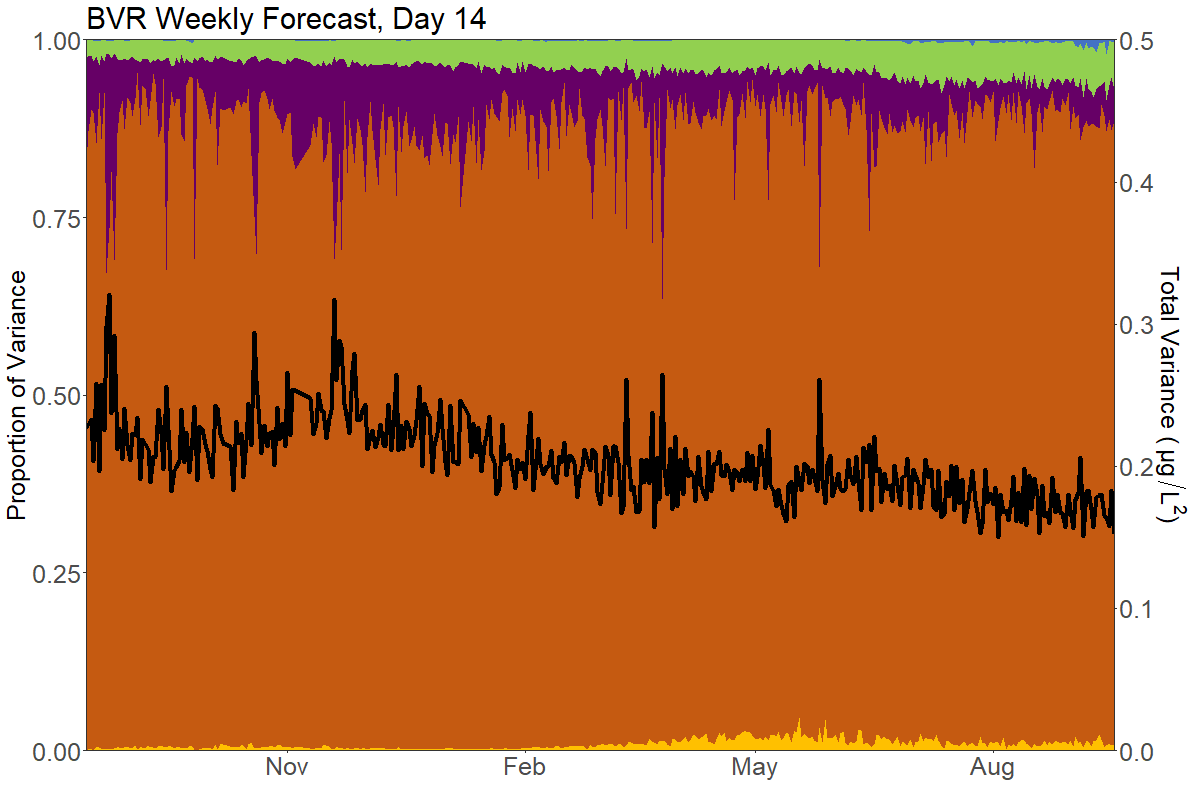 BVR Weekly Forecast, Day 14
Proportion of Variance
1.00
0.75
0.50
0.25
0.00
Nov
Feb
May
Aug
0.5
0.4
0.3
0.2
0.1
0.0
Total Variance ( µg / L²)